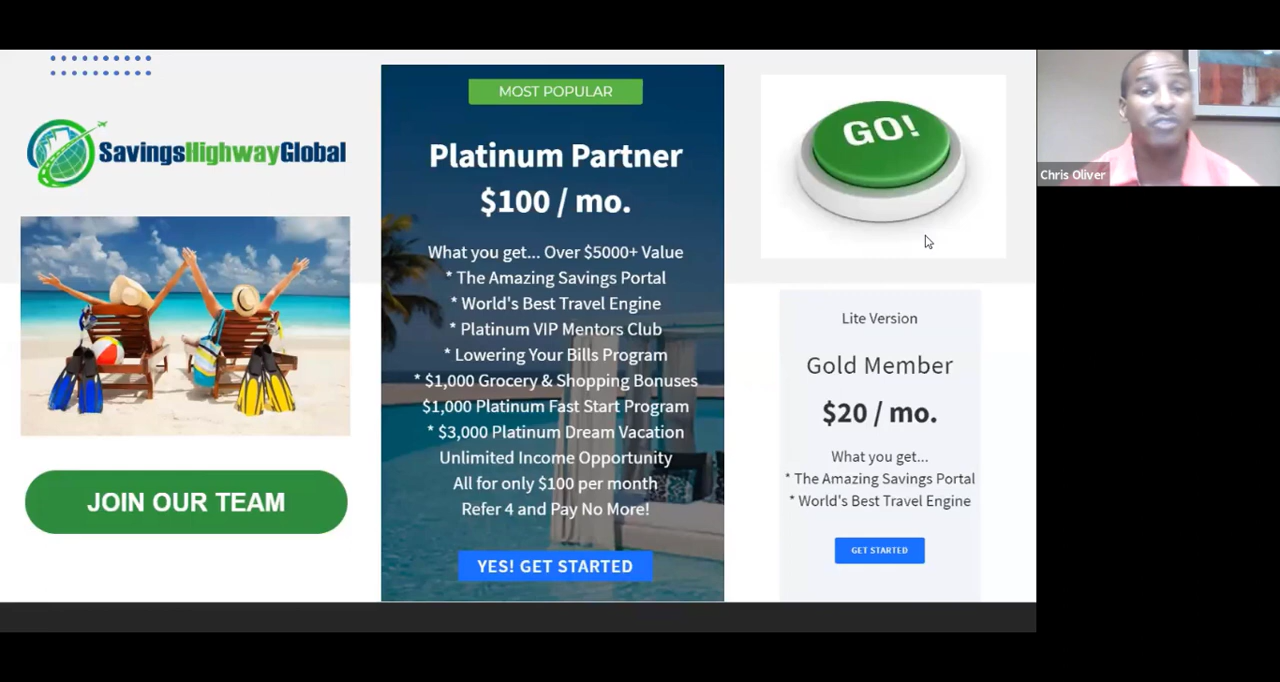 SavingsHighwayGlobal
JOIN OUR TEAM
MOST POPULAR
Platinum Partner
$100 / mo.
What you get... Over $5000+ Value
* The Amazing Savings Portal
* World's Best Travel Engine
* Platinum VIP Mentors Club
* Lowering Your Bills Program
* $1,000 Grocery & Shopping Bonuses
$1,000 Platinum Fast Start Program
* $3,000 Platinum Dream Vacation
Unlimited Income Opportunity
All for only $100 per month
Refer 4 and Pay No More!
YES! GET STARTED
GO!
Lite Version
Gold Member
$20 / mo.
What you get...
* The Amazing Savings Portal
* World's Best Travel Engine
GET STARTED
Chris Oliver